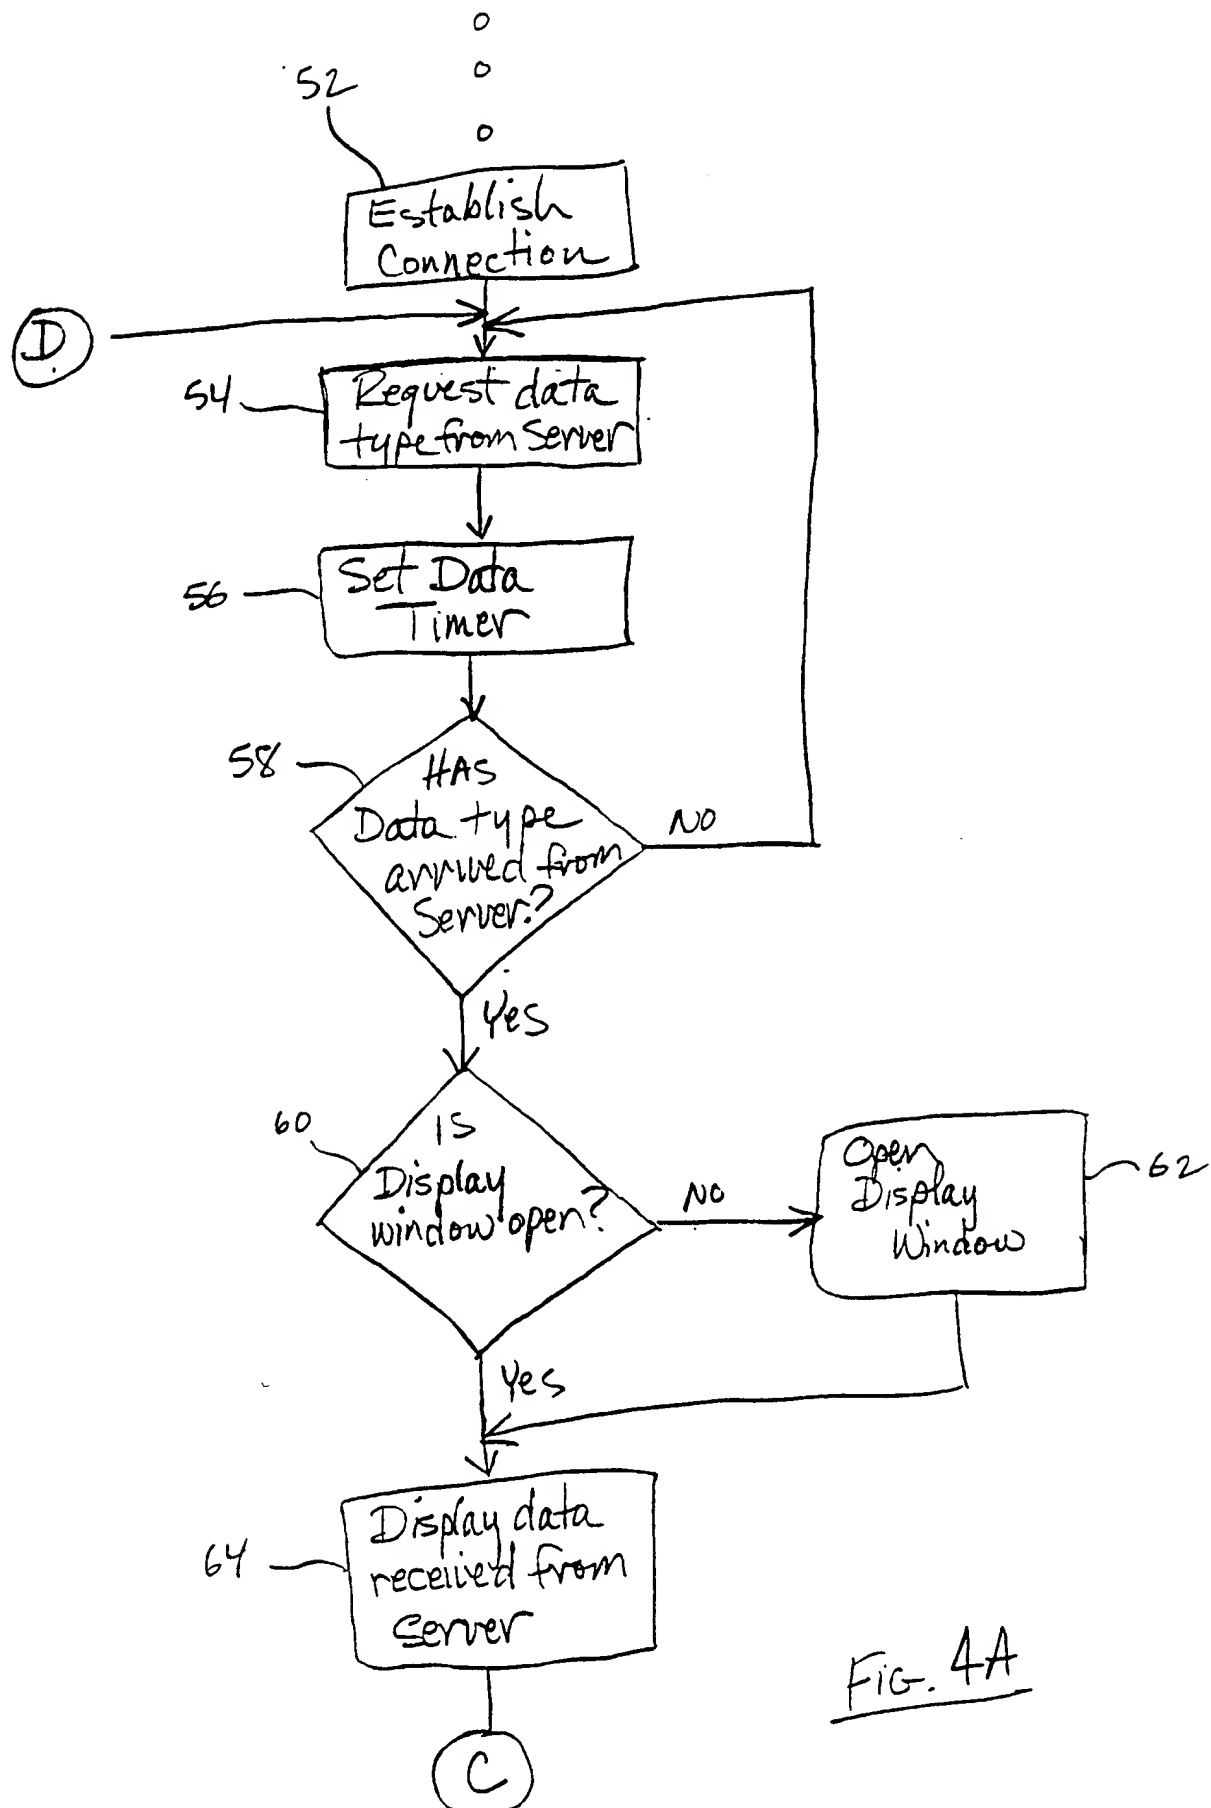 52
Establish
Connection
D
54
Request data
type from Server
56
Set Data
Timer
58
HAS
Data type
arrived from
Server?
NO
Yes
60
IS
Display
window open?
NO
Open
Display
Window
62
Yes
64
Display data
received from
Server
C
FIG. 4A